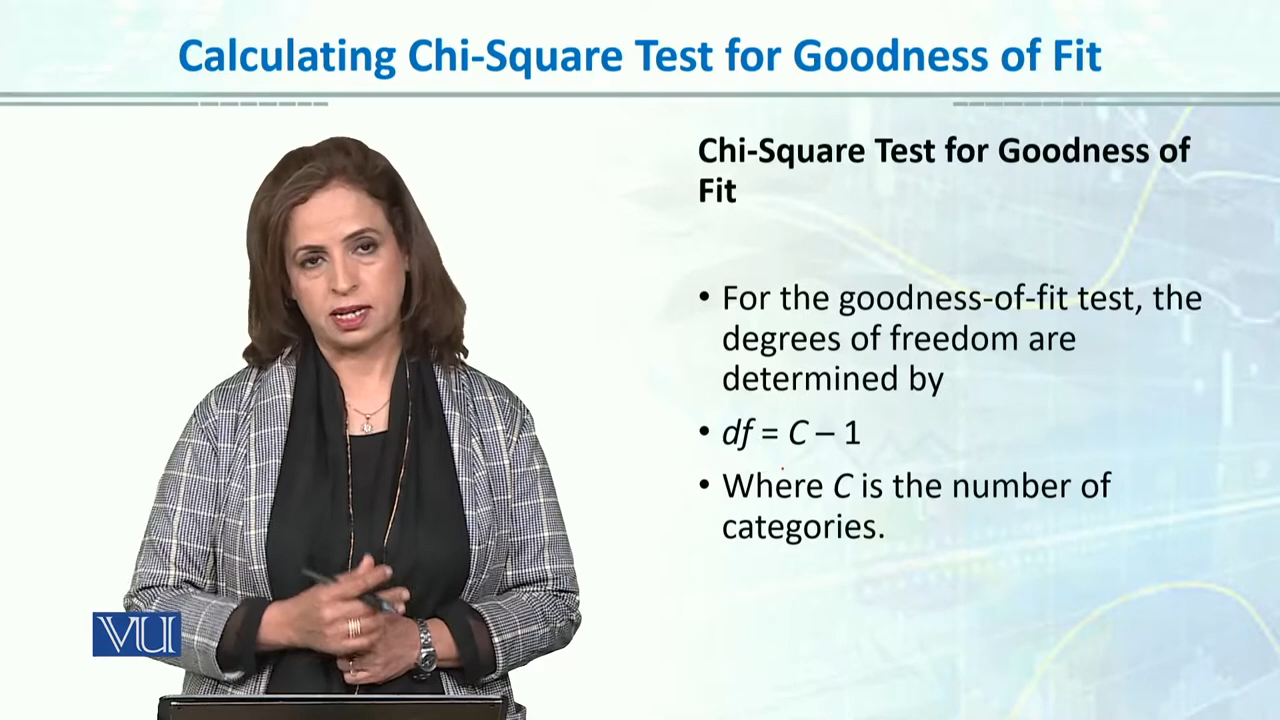 Calculating Chi-Square Test for Goodness of Fit
Chi-Square Test for Goodness of
Fit
• For the goodness-of-fit test, the
degrees of freedom are
determined by
• df = C – 1
• Where C is the number of
categories.
VU